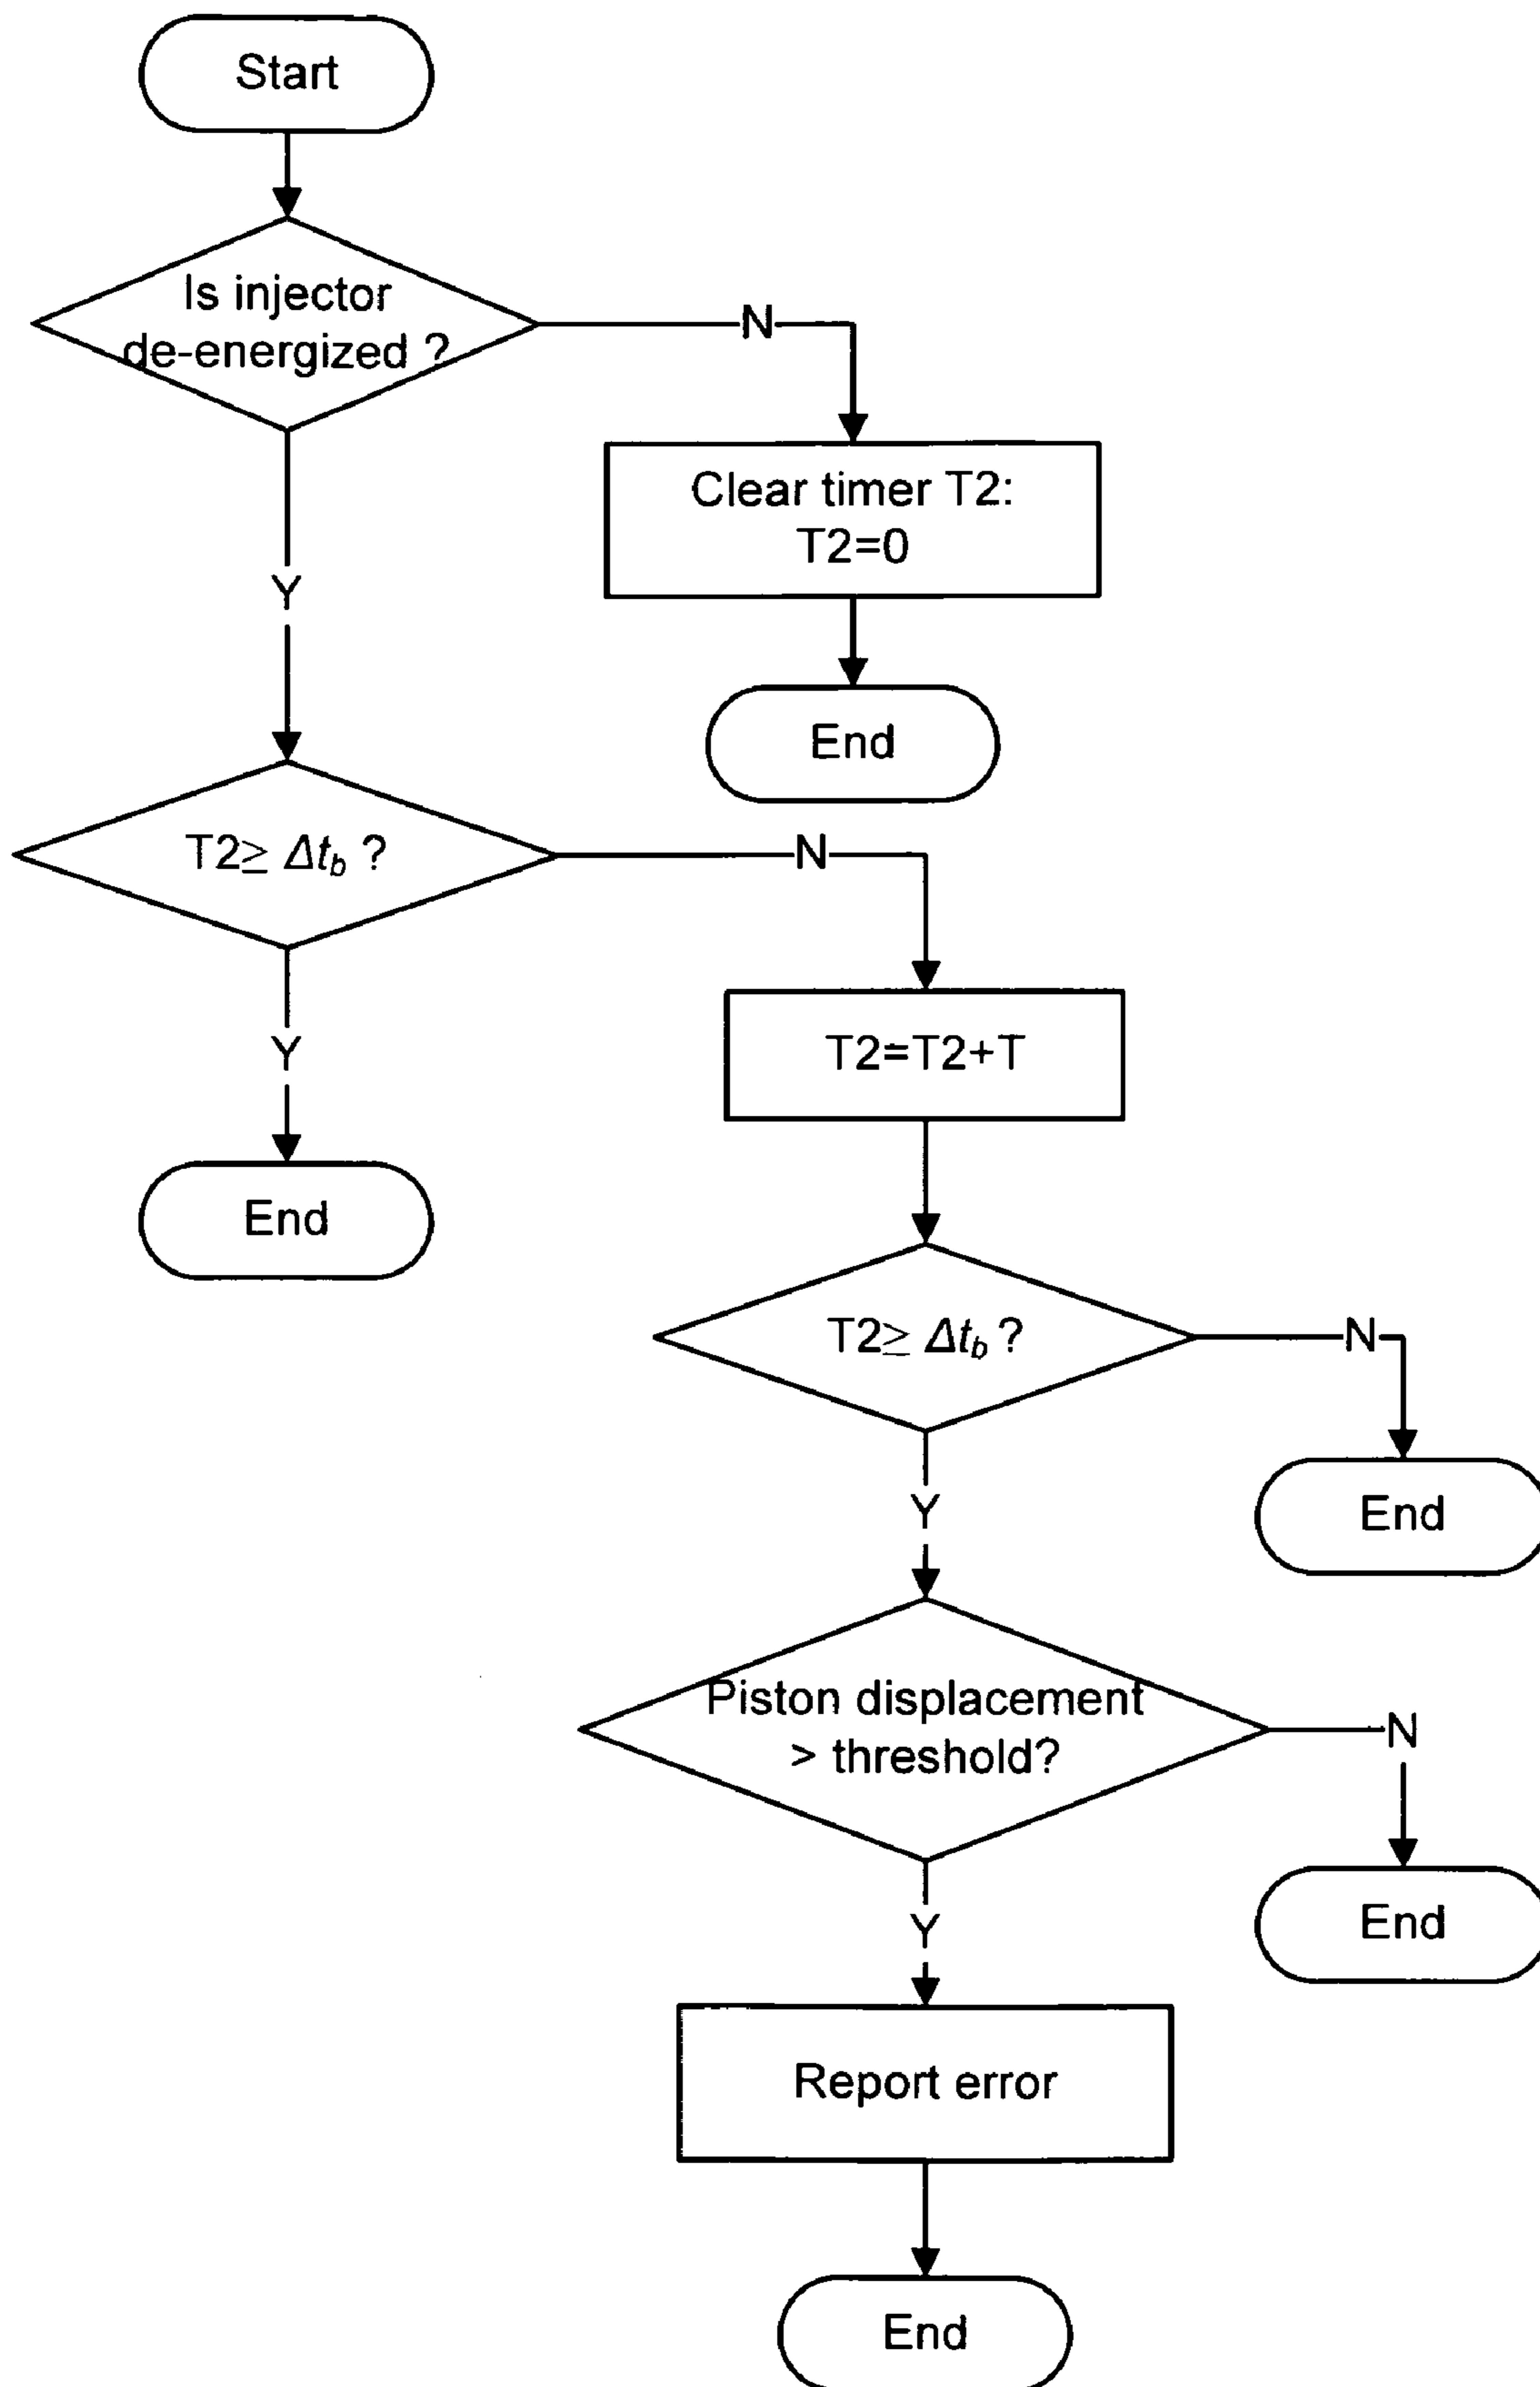 Start
Is injector
de-energized ?
N
Clear timer T2:
T2=0
Y
End
T2≥ Δt_b ?
N
T2=T2+T
Y
End
T2≥ Δt_b ?
N
End
Y
Piston displacement
> threshold?
N
End
Y
Report error
End